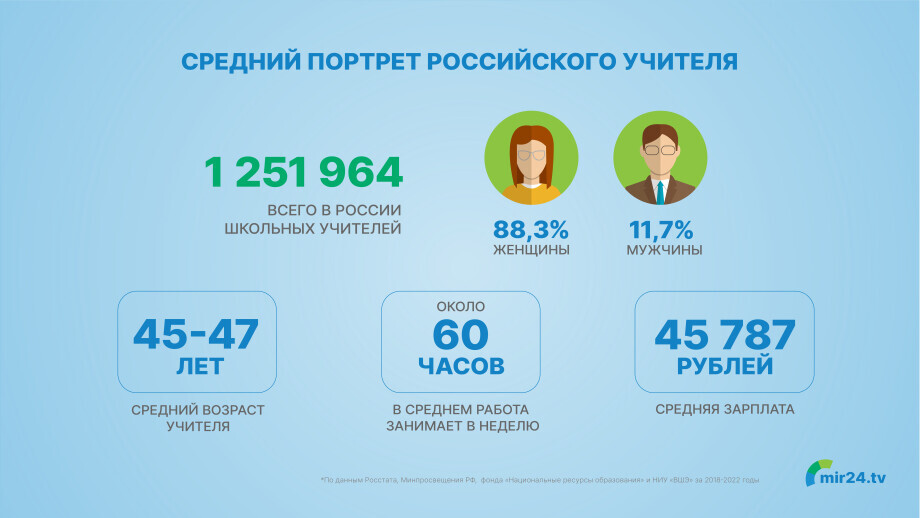 СРЕДНИЙ ПОРТРЕТ РОССИЙСКОГО УЧИТЕЛЯ
1 251 964
ВСЕГО В РОССИИ
ШКОЛЬНЫХ УЧИТЕЛЕЙ
88,3%
ЖЕНЩИНЫ
11,7%
МУЖЧИНЫ
45-47
ЛЕТ
СРЕДНИЙ ВОЗРАСТ
УЧИТЕЛЯ
ОКОЛО
60
ЧАСОВ
В СРЕДНЕМ РАБОТА
ЗАНИМАЕТ В НЕДЕЛЮ
45 787
РУБЛЕЙ
СРЕДНЯЯ ЗАРПЛАТА
*По данным Росстата, Минпросвещения РФ, фонда «Национальные ресурсы образования» и НИУ «ВШЭ» за 2018-2022 годы
mir24.tv